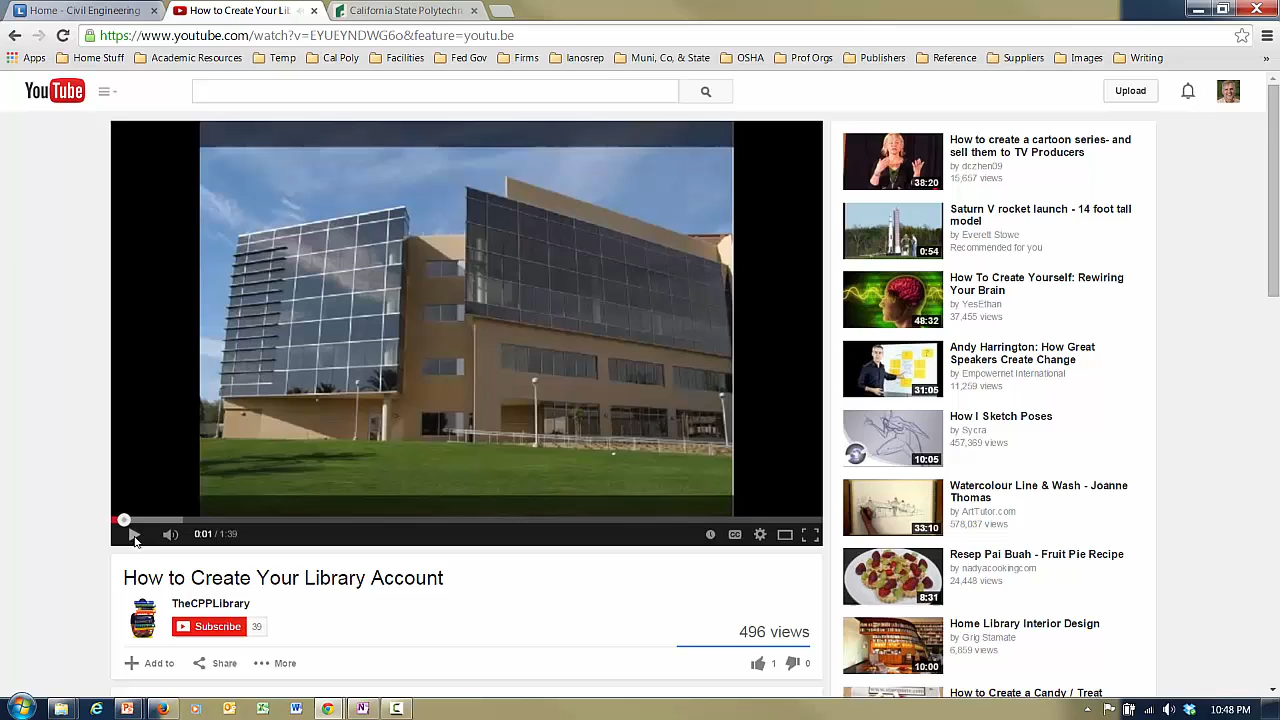 Home - Civil Engineering
How to Create Your Lib
California State Polytechn
https://www.youtube.com/watch?v=EYUEYNDWG6o&feature=youtu.be
Apps Home Stuff Academic Resources Temp Cal Poly Facilities Fed Gov Firms Ianosrep Muni, Co, & State OSHA Prof Orgs Publishers Reference Suppliers Images Writing »
YouTube
Upload
How to create a cartoon series- and
sell them to TV Producers
by dczhen09
15,657 views
38:20
Saturn V rocket launch - 14 foot tall
model
by Everett Stowe
Recommended for you
0:54
How To Create Yourself: Rewiring
Your Brain
by YesEthan
37,455 views
48:32
Andy Harrington: How Great
Speakers Create Change
by Empowernet International
11,259 views
31:05
How I Sketch Poses
by Sycra
457,369 views
10:05
Watercolour Line & Wash - Joanne
Thomas
by ArtTutor.com
578,037 views
33:10
Resep Pai Buah - Fruit Pie Recipe
by nadyacookingcom
24,448 views
8:31
Home Library Interior Design
by Grig Stamate
6,859 views
10:00
How to Create a Candy / Treat
0:01 / 1:39
CC
How to Create Your Library Account
TheCPPLibrary
Subscribe 39
496 views
Add to Share More
1 0
10:48 PM